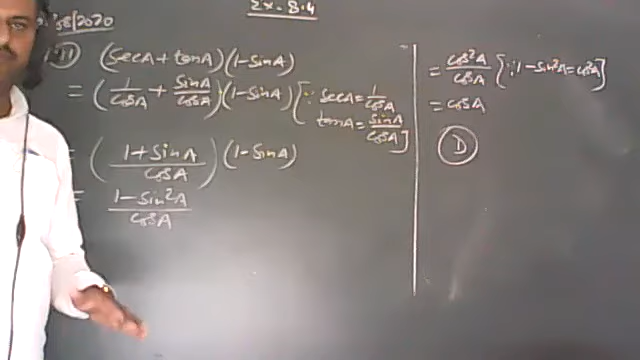 Ex-8.4
/08/2020
(secA + tanA)(1-sinA)
= (1/cosA + sinA/cosA)(1-sinA) [∵ secA = 1/cosA
tanA = sinA/cosA]
= (1+sinA/cosA)(1-sinA)
= 1-sin²A/cosA
= cos²A/cosA [∵ 1-sin²A = cos²A]
= cosA
D